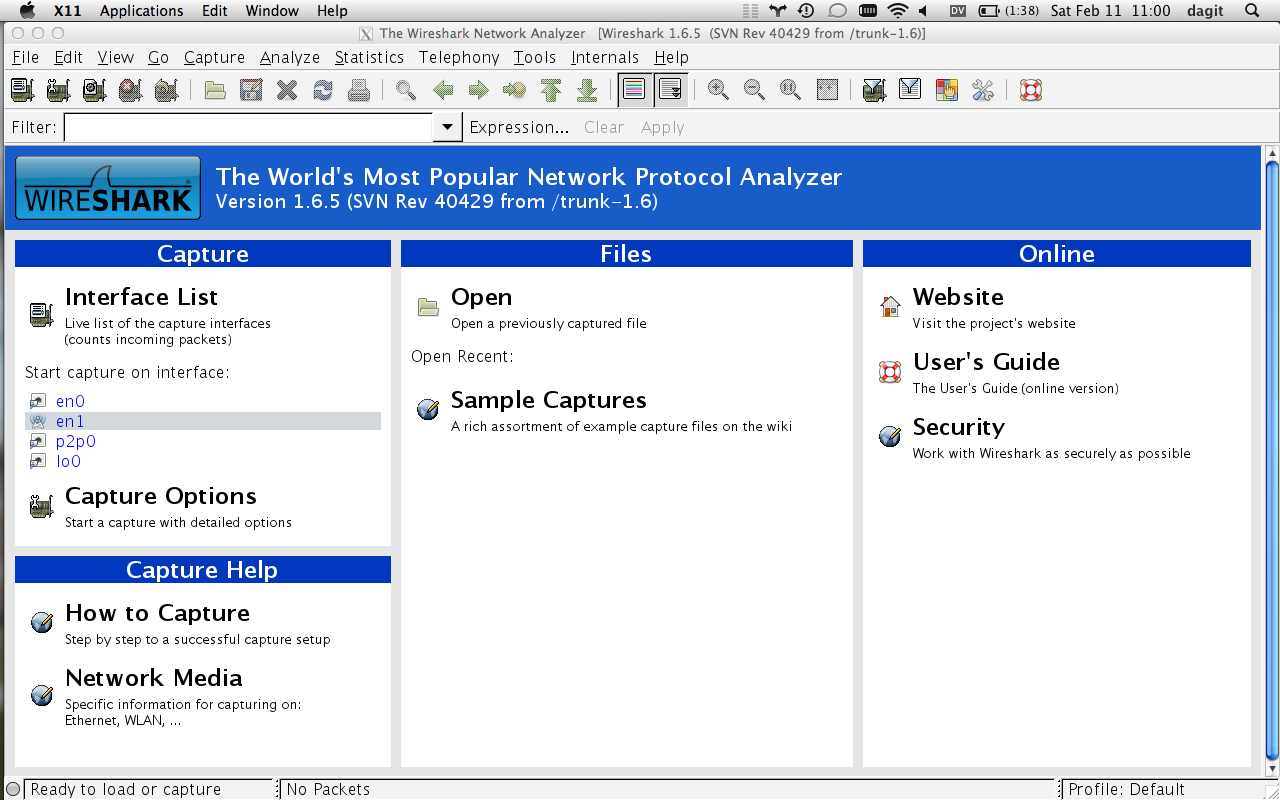 X11 Applications Edit Window Help DV (1:38) Sat Feb 11 11:00 dagit
The Wireshark Network Analyzer [Wireshark 1.6.5 (SVN Rev 40429 from /trunk-1.6)]
File Edit View Go Capture Analyze Statistics Telephony Tools Internals Help
Filter: Expression... Clear Apply
WIRESHARK
The World's Most Popular Network Protocol Analyzer
Version 1.6.5 (SVN Rev 40429 from /trunk-1.6)
Capture
Interface List
Live list of the capture interfaces
(counts incoming packets)
Start capture on interface:
en0
en1
p2p0
lo0
Capture Options
Start a capture with detailed options
Capture Help
How to Capture
Step by step to a successful capture setup
Network Media
Specific information for capturing on:
Ethernet, WLAN, ...
Files
Open
Open a previously captured file
Open Recent:
Sample Captures
A rich assortment of example capture files on the wiki
Online
Website
Visit the project's website
User's Guide
The User's Guide (online version)
Security
Work with Wireshark as securely as possible
Ready to load or capture No Packets Profile: Default